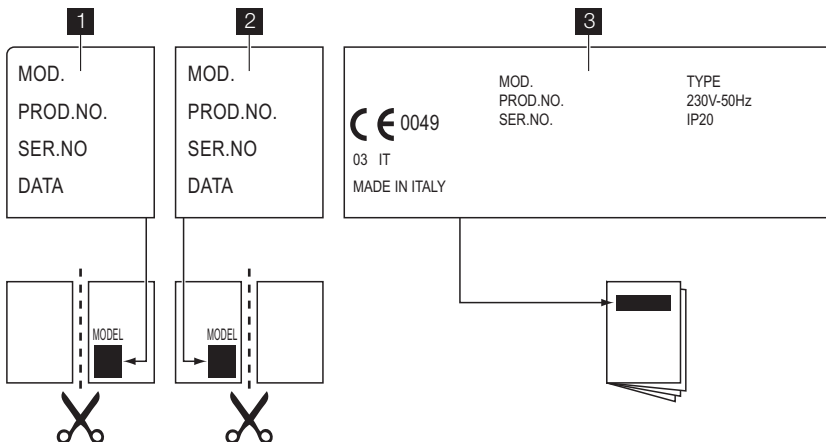 1
MOD.
PROD.NO.
SER.NO
DATA
MODEL
2
MOD.
PROD.NO.
SER.NO
DATA
MODEL
3
CE 0049
03 IT
MADE IN ITALY
MOD.
PROD.NO.
SER.NO.
TYPE
230V-50Hz
IP20